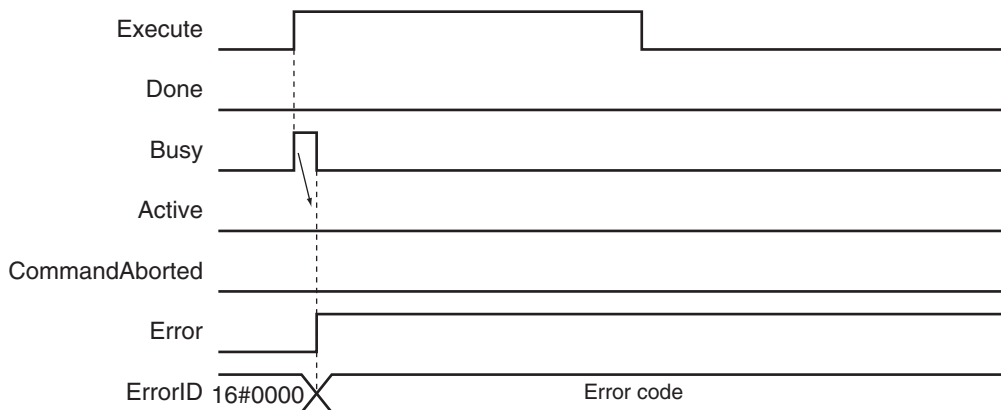 Execute
Done
Busy
Active
CommandAborted
Error
ErrorID 16#0000 Error code